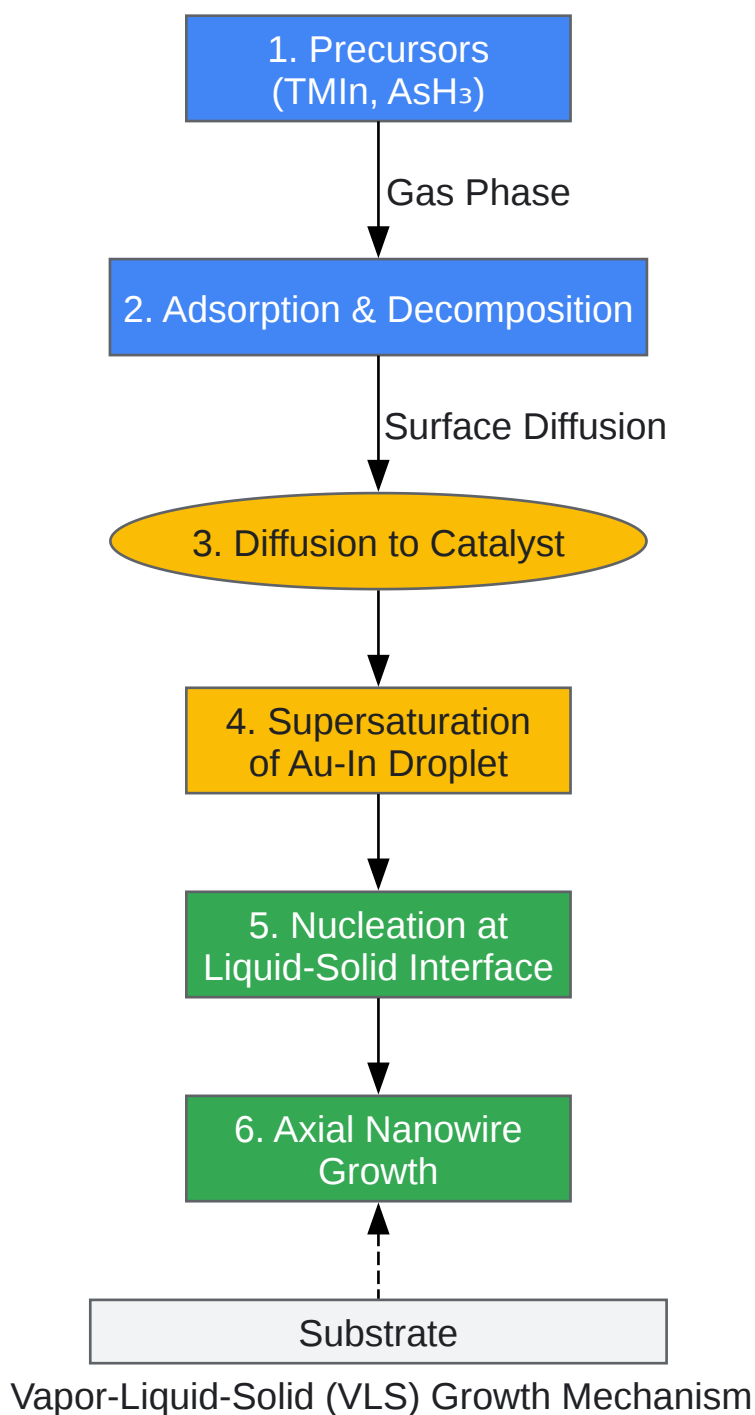 1. Precursors
(TMIn, AsH₃)
Gas Phase
2. Adsorption & Decomposition
Surface Diffusion
3. Diffusion to Catalyst
4. Supersaturation
of Au-In Droplet
5. Nucleation at
Liquid-Solid Interface
6. Axial Nanowire
Growth
Substrate
Vapor-Liquid-Solid (VLS) Growth Mechanism